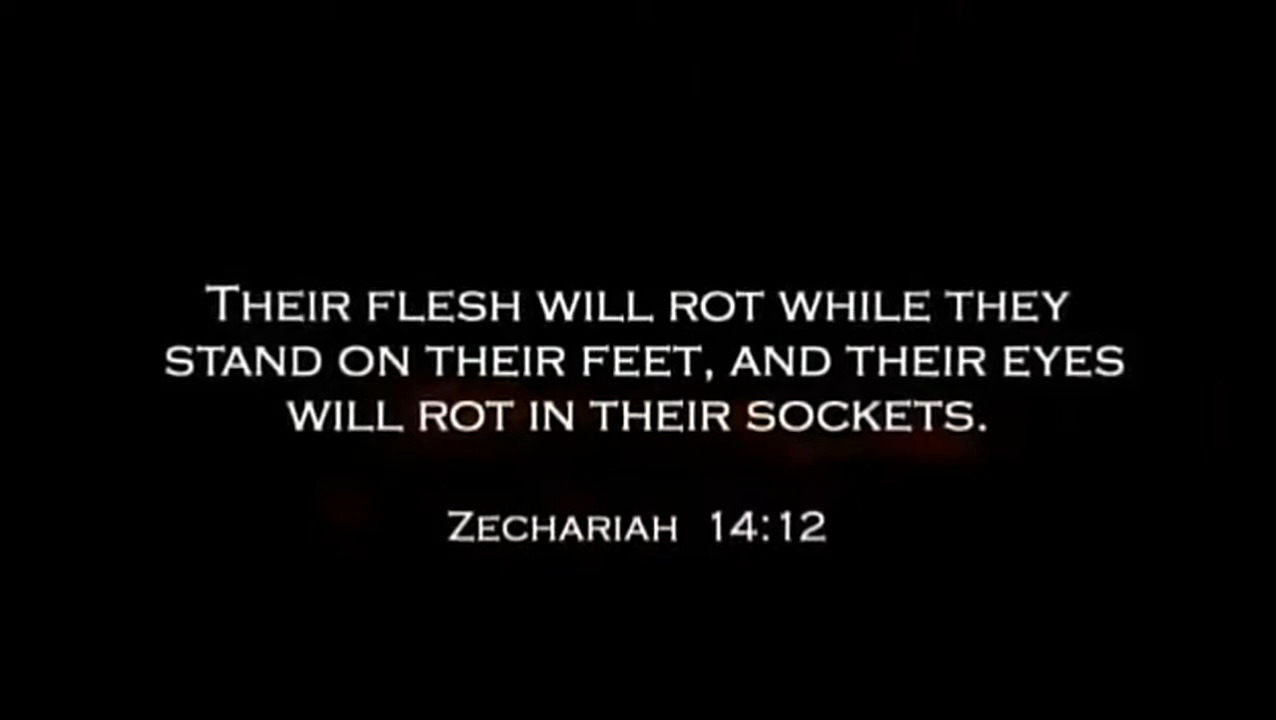 Their flesh will rot while they
stand on their feet, and their eyes
will rot in their sockets.
Zechariah 14:12